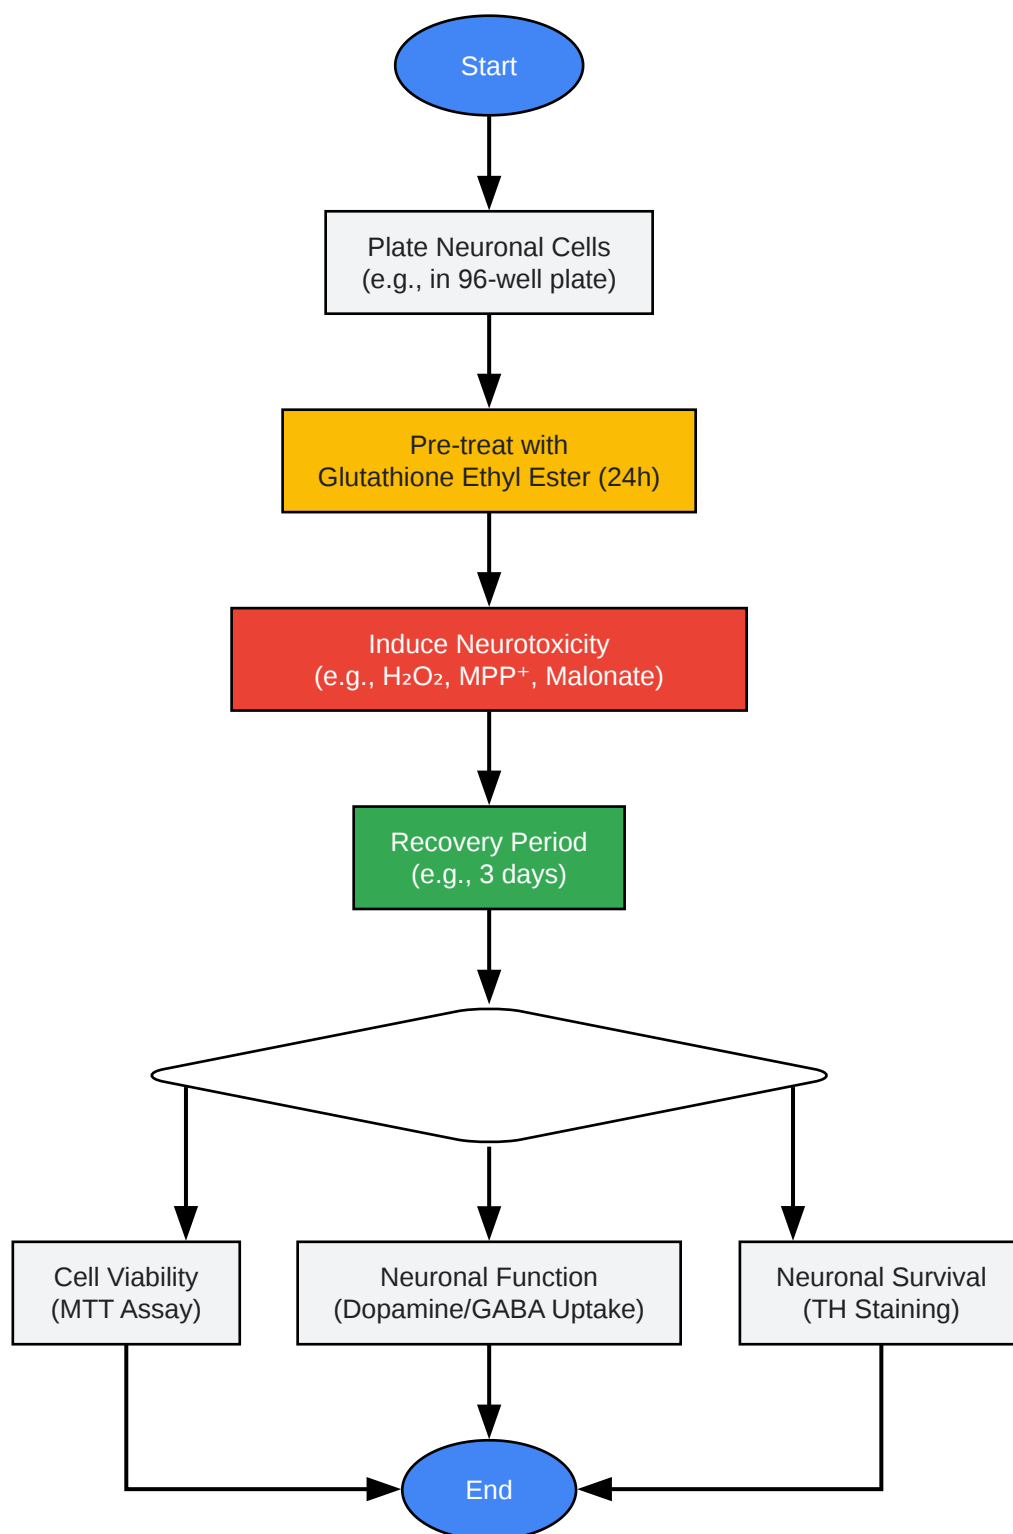 Start
Plate Neuronal Cells
(e.g., in 96-well plate)
Pre-treat with
Glutathione Ethyl Ester (24h)
Induce Neurotoxicity
(e.g., H₂O₂, MPP⁺, Malonate)
Recovery Period
(e.g., 3 days)
Cell Viability
(MTT Assay)
Neuronal Function
(Dopamine/GABA Uptake)
Neuronal Survival
(TH Staining)
End